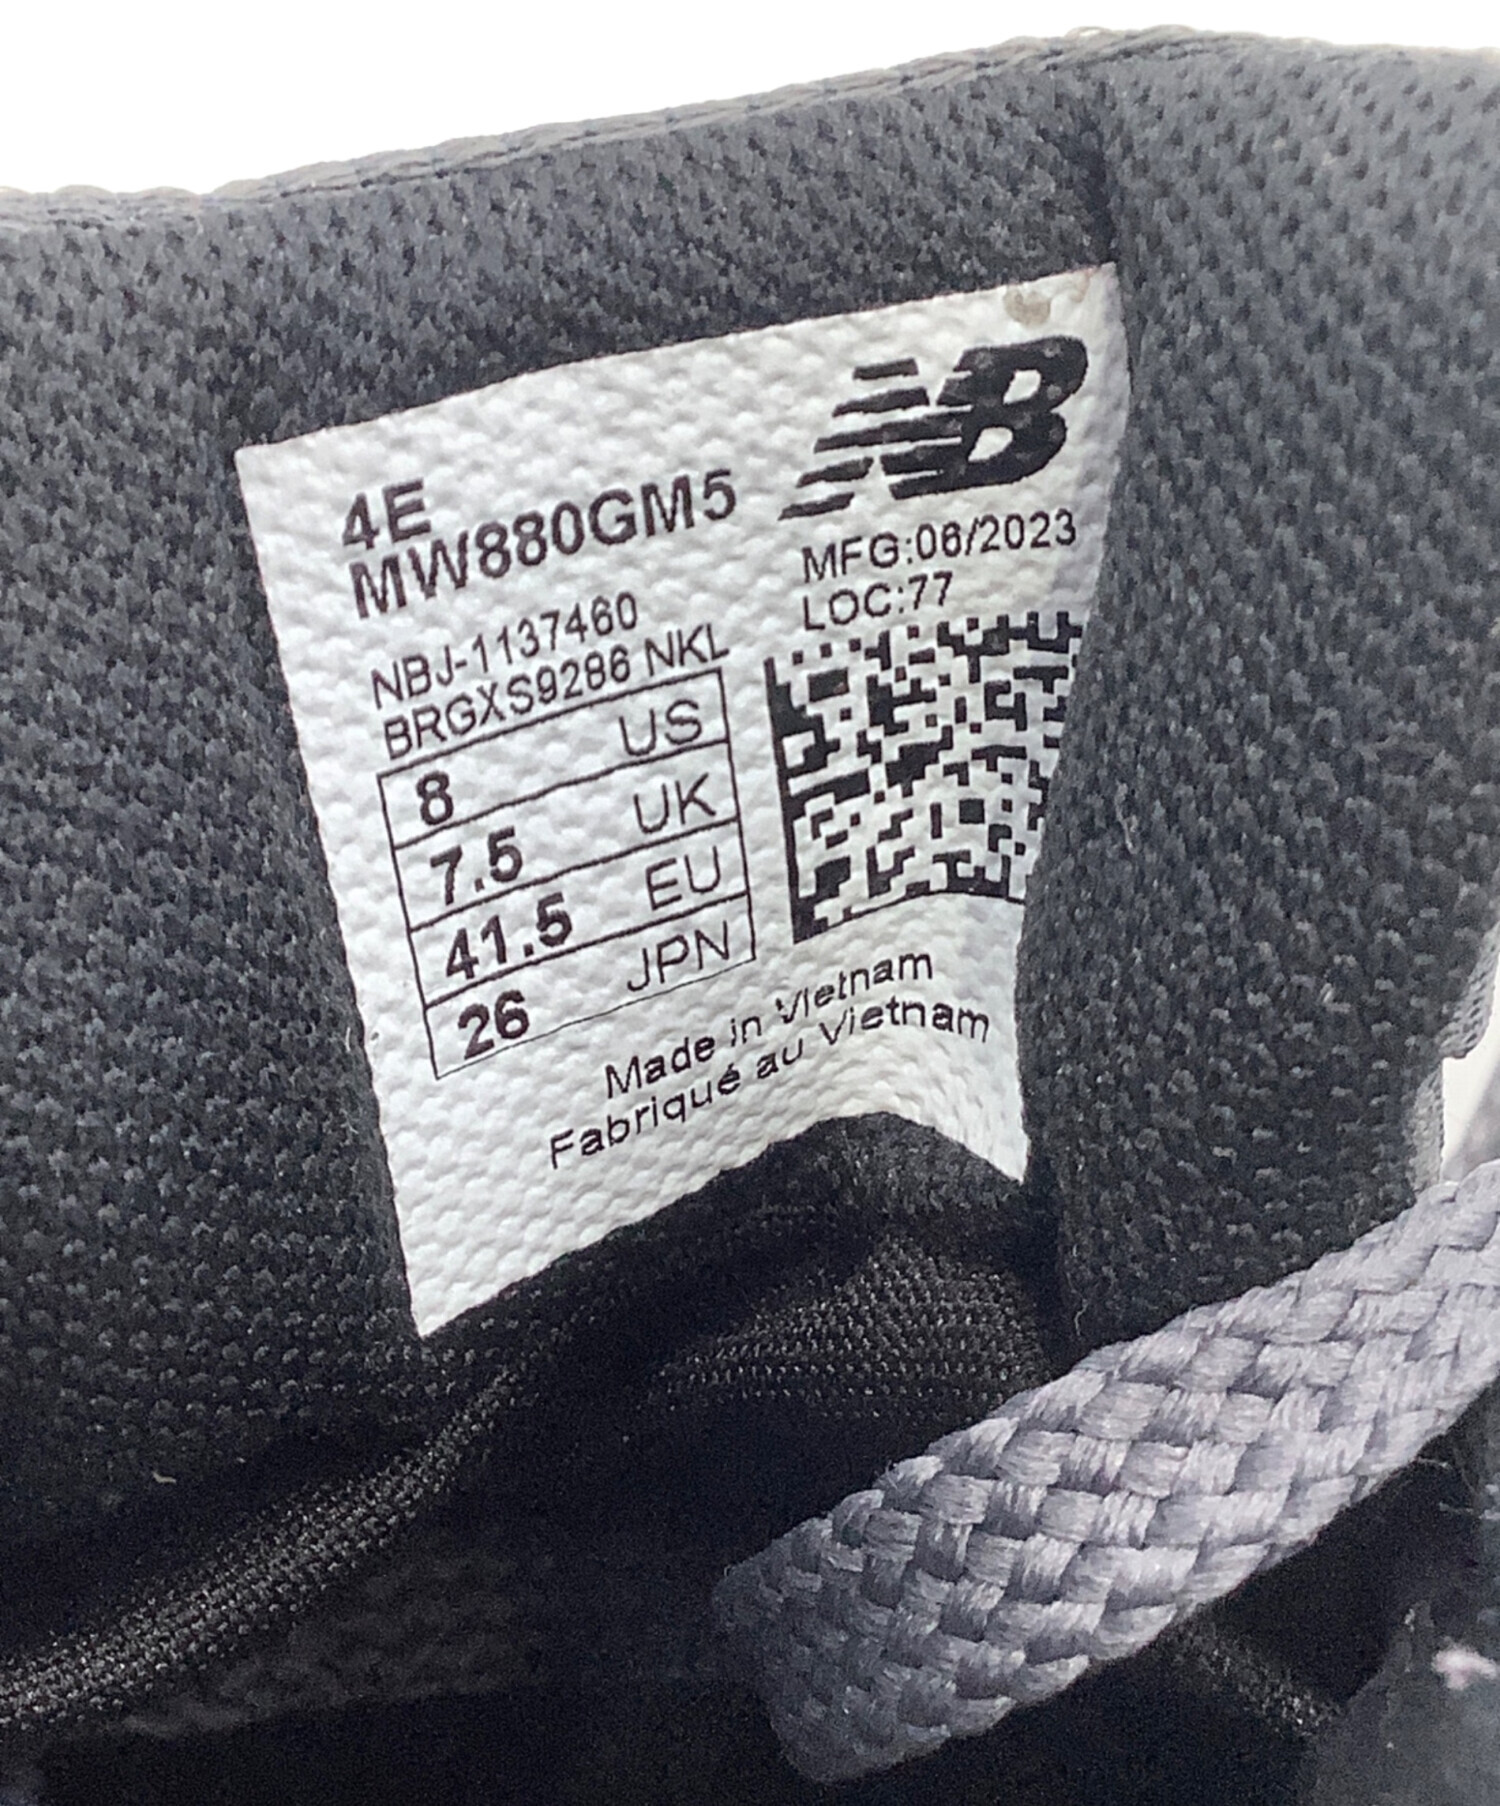 NB
4E
MW880GM5
MFG:06/2023
LOC:77
NBJ-1137460
BRGXS9286 NKL
8 US
7.5 UK
41.5 EU
26 JPN
Made in Vietnam
Fabriqué au Vietnam